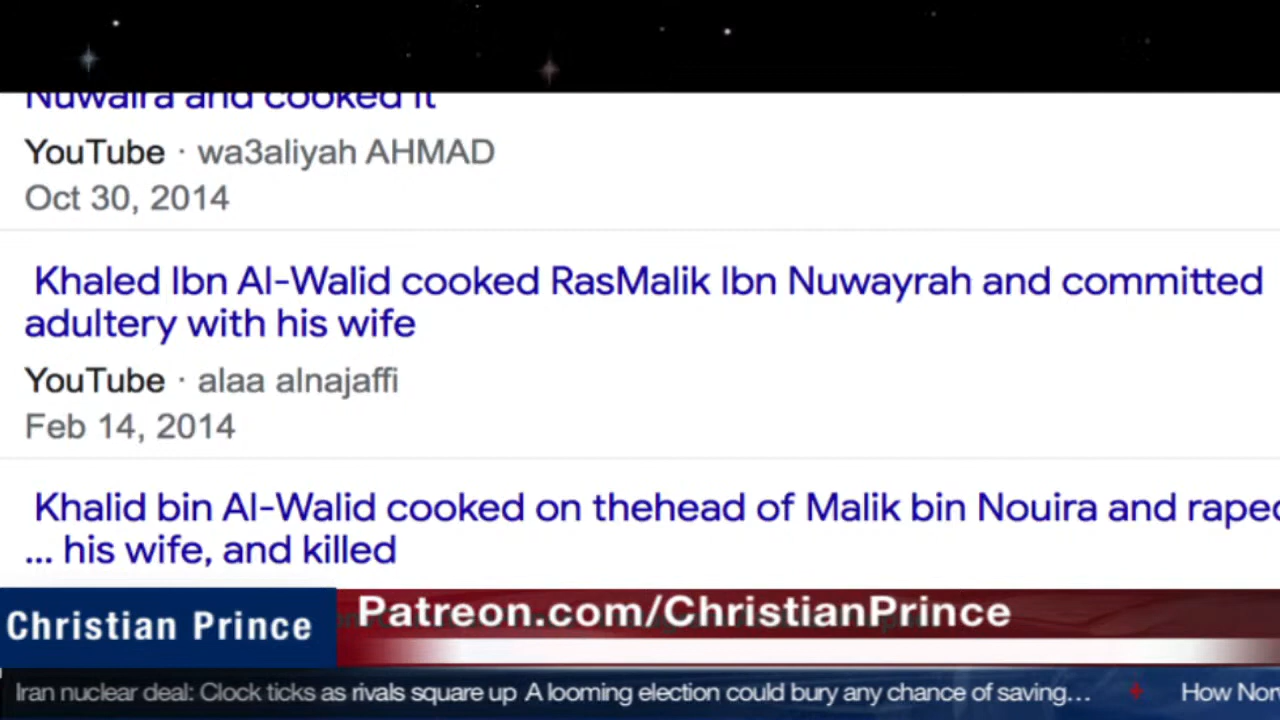 Nuwaira and cooked it
YouTube · wa3aliyah AHMAD
Oct 30, 2014
Khaled Ibn Al-Walid cooked RasMalik Ibn Nuwayrah and committed
adultery with his wife
YouTube · alaa alnajaffi
Feb 14, 2014
Khalid bin Al-Walid cooked on thehead of Malik bin Nouira and raped
... his wife, and killed
Christian Prince
Patreon.com/ChristianPrince
Iran nuclear deal: Clock ticks as rivals square up A looming election could bury any chance of saving... How